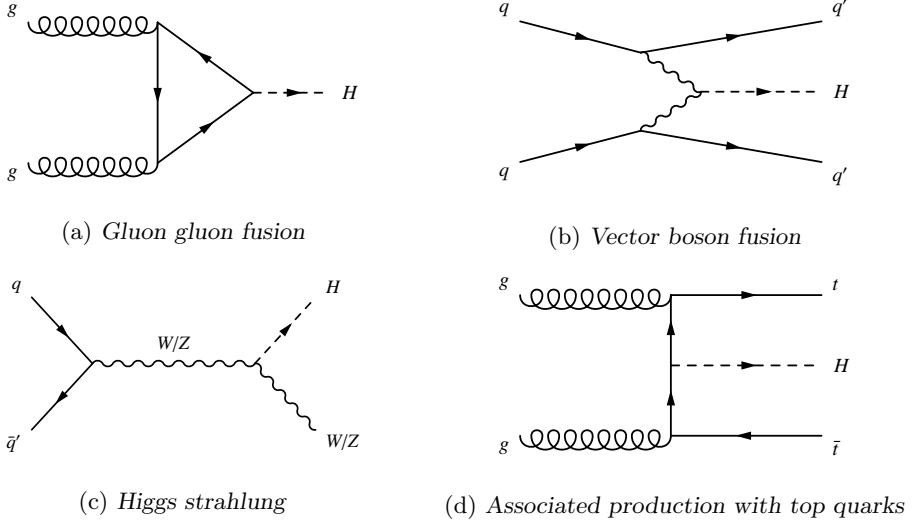 g
g
H
(a) Gluon gluon fusion
q
q
q′
H
q′
(b) Vector boson fusion
q
q̄′
W/Z
H
W/Z
(c) Higgs strahlung
g
g
t
H
t̄
(d) Associated production with top quarks